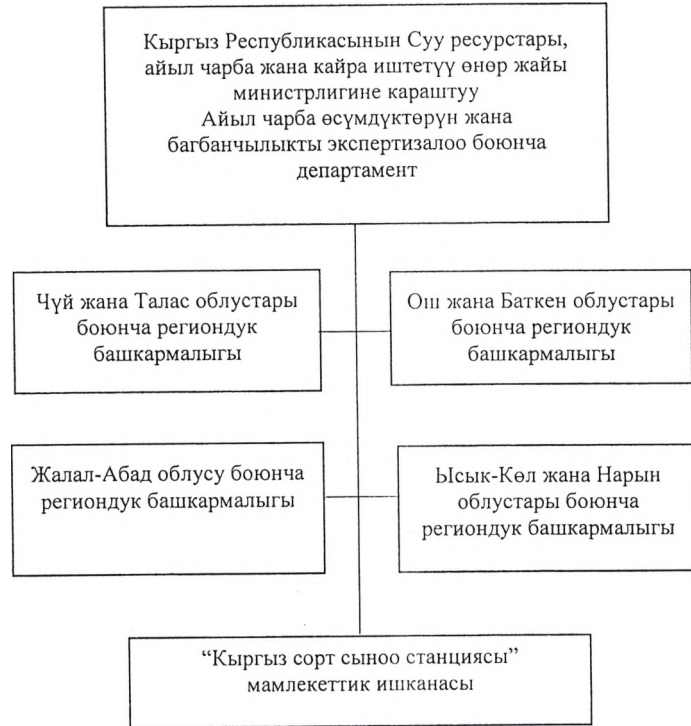 Кыргыз Республикасынын Суу ресурстары,
айыл чарба жана кайра иштетүү өнөр жайы
министрлигине караштуу
Айыл чарба өсүмдүктөрүн жана
багбанчылыкты экспертизалоо боюнча
департамент
Чүй жана Талас облустары
боюнча региондук
башкармалыгы
Ош жана Баткен облустары
боюнча региондук
башкармалыгы
Жалал-Абад облусу боюнча
региондук башкармалыгы
Ысык-Көл жана Нарын
облустары боюнча
региондук башкармалыгы
“Кыргыз сорт сыноо станциясы”
мамлекеттик ишканасы